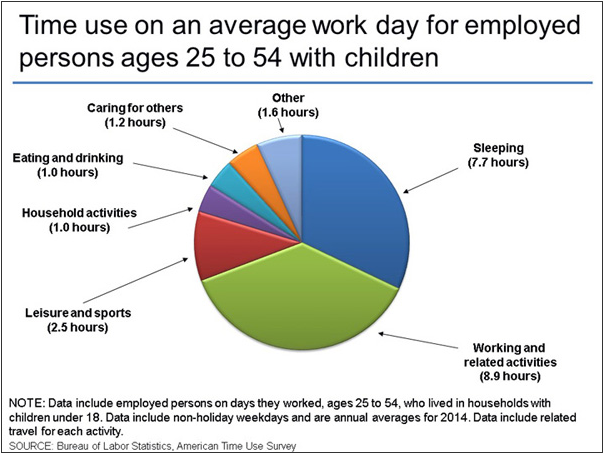 Time use on an average work day for employed
persons ages 25 to 54 with children
Other
(1.6 hours)
Caring for others
(1.2 hours)
Sleeping
(7.7 hours)
Eating and drinking
(1.0 hours)
Household activities
(1.0 hours)
Leisure and sports
(2.5 hours)
Working and
related activities
(8.9 hours)
NOTE: Data include employed persons on days they worked, ages 25 to 54, who lived in households with
children under 18. Data include non-holiday weekdays and are annual averages for 2014. Data include related
travel for each activity.
SOURCE: Bureau of Labor Statistics, American Time Use Survey